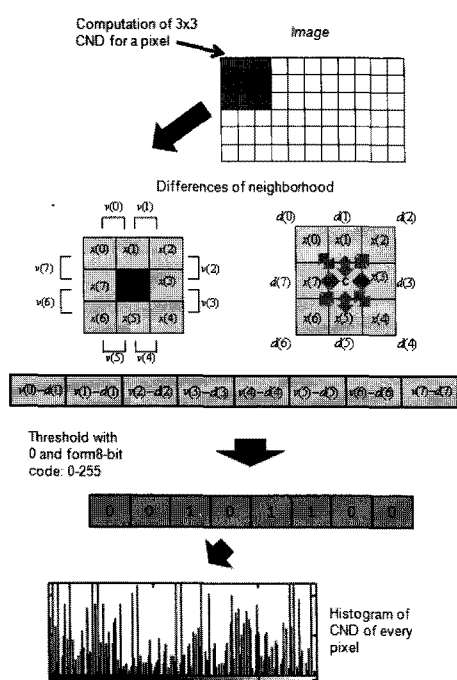 Computation of 3x3
CND for a pixel
Image
Differences of neighborhood
v(0) v(1)
d(0) d(1) d(2)
x(0) x(1) x(2)
x(0) x(1) x(2)
v(7) v(2)
x(7) x(3)
d(7) x(7) c x(3) d(3)
v(6) v(3)
x(6) x(5) x(4)
x(6) x(5) x(4)
v(5) v(4)
d(6) d(5) d(4)
v(1)-d(1) v(2)-d(2) v(3)-d(3) v(4)-d(4) v(5)-d(5) v(6)-d(6) v(7)-d(7)
Threshold with
0 and form8-bit
code: 0-255
0 0 1 0 1 1 0 0
Histogram of
CND of every
pixel